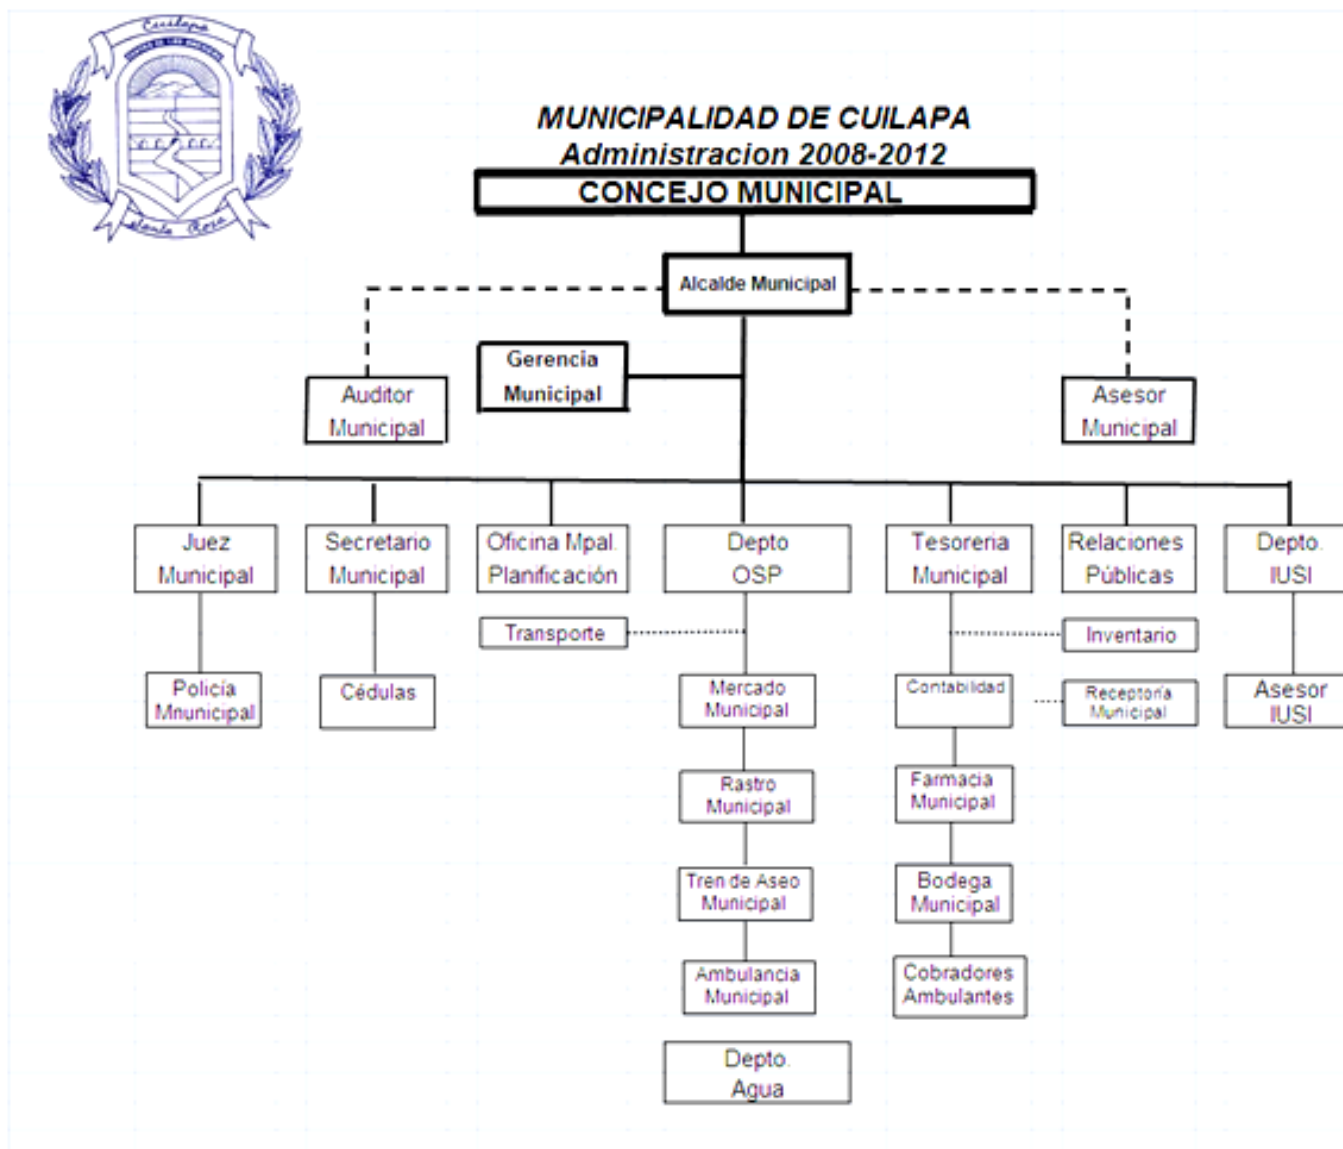 Cuilapa
MUNICIPALIDAD DE CUILAPA
Administracion 2008-2012
CONCEJO MUNICIPAL
Alcalde Municipal
Gerencia
Municipal
Auditor
Municipal
Asesor
Municipal
Juez
Municipal
Secretario
Municipal
Oficina Mpal.
Planificación
Depto
OSP
Tesoreria
Municipal
Relaciones
Públicas
Depto.
IUSI
Transporte
Inventario
Policía
Mnunicipal
Cédulas
Mercado
Municipal
Contabilidad
Receptoría
Municipal
Asesor
IUSI
Rastro
Municipal
Farmacia
Municipal
Tren de Aseo
Municipal
Bodega
Municipal
Ambulancia
Municipal
Cobradores
Ambulantes
Depto.
Agua
Santa Rosa